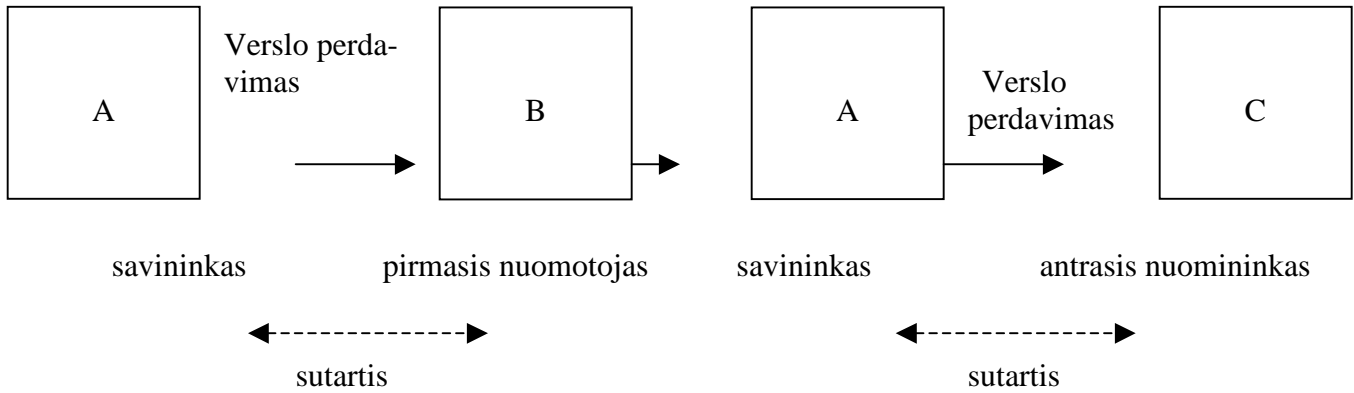 A
Verslo perda-
vimas
B
A
Verslo
perdavimas
C
savininkas
pirmasis nuomotojas
savininkas
antrasis nuomininkas
sutartis
sutartis